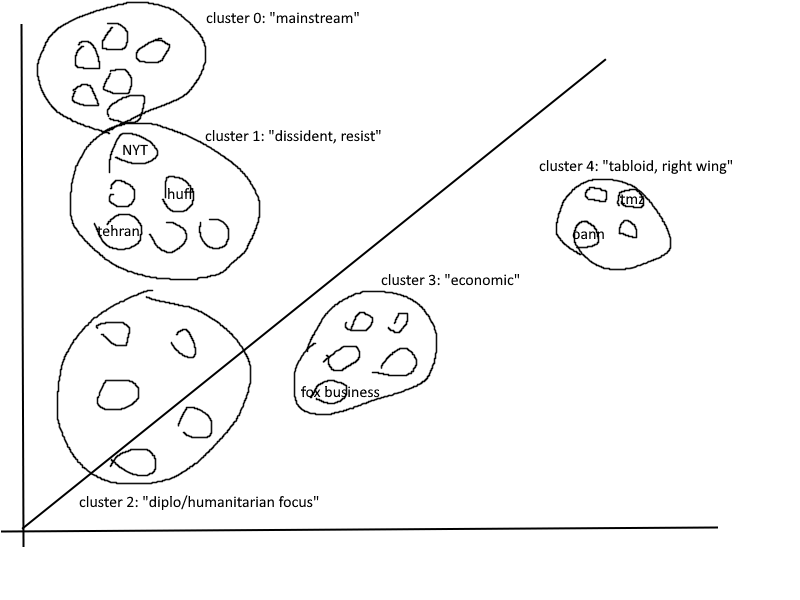 cluster 0: "mainstream"
cluster 1: "dissident, resist"
NYT
huff
tehran
cluster 4: "tabloid, right wing"
tmz
oann
cluster 3: "economic"
fox business
cluster 2: "diplo/humanitarian focus"